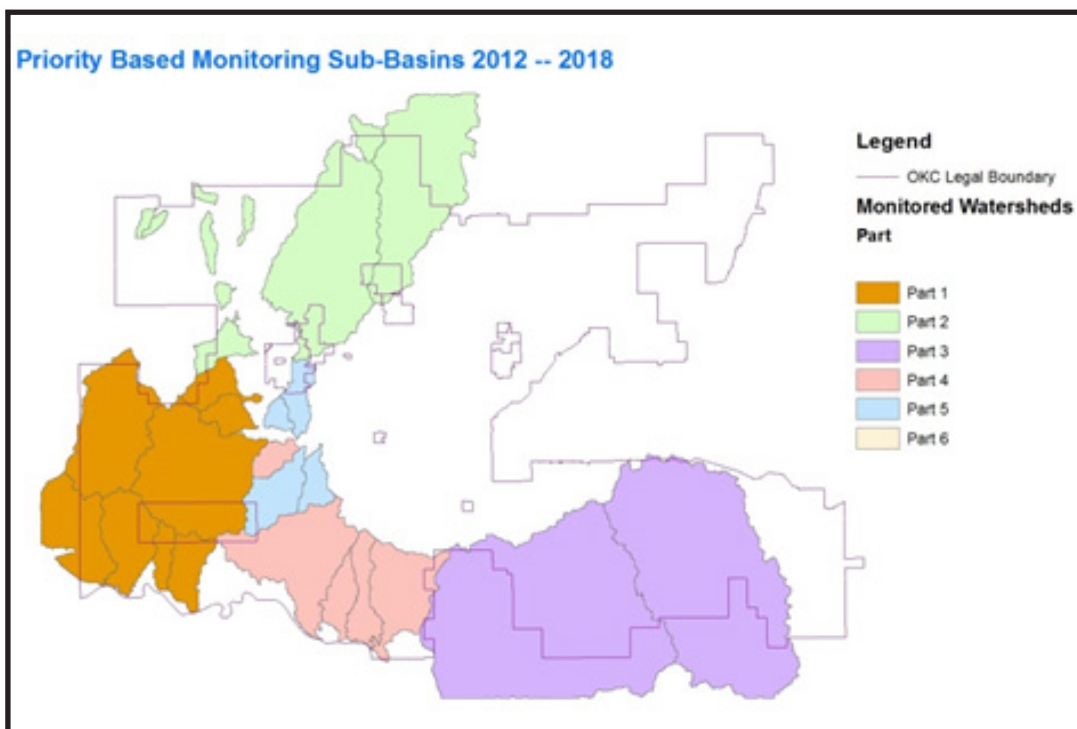 Priority Based Monitoring Sub-Basins 2012 -- 2018
Legend
OKC Legal Boundary
Monitored Watersheds
Part
Part 1
Part 2
Part 3
Part 4
Part 5
Part 6